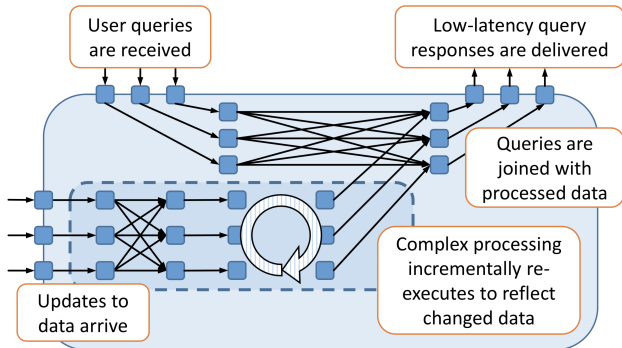 User queries
are received
Low-latency query
responses are delivered
Queries are
joined with
processed data
Complex processing
incrementally re-
executes to reflect
changed data
Updates to
data arrive